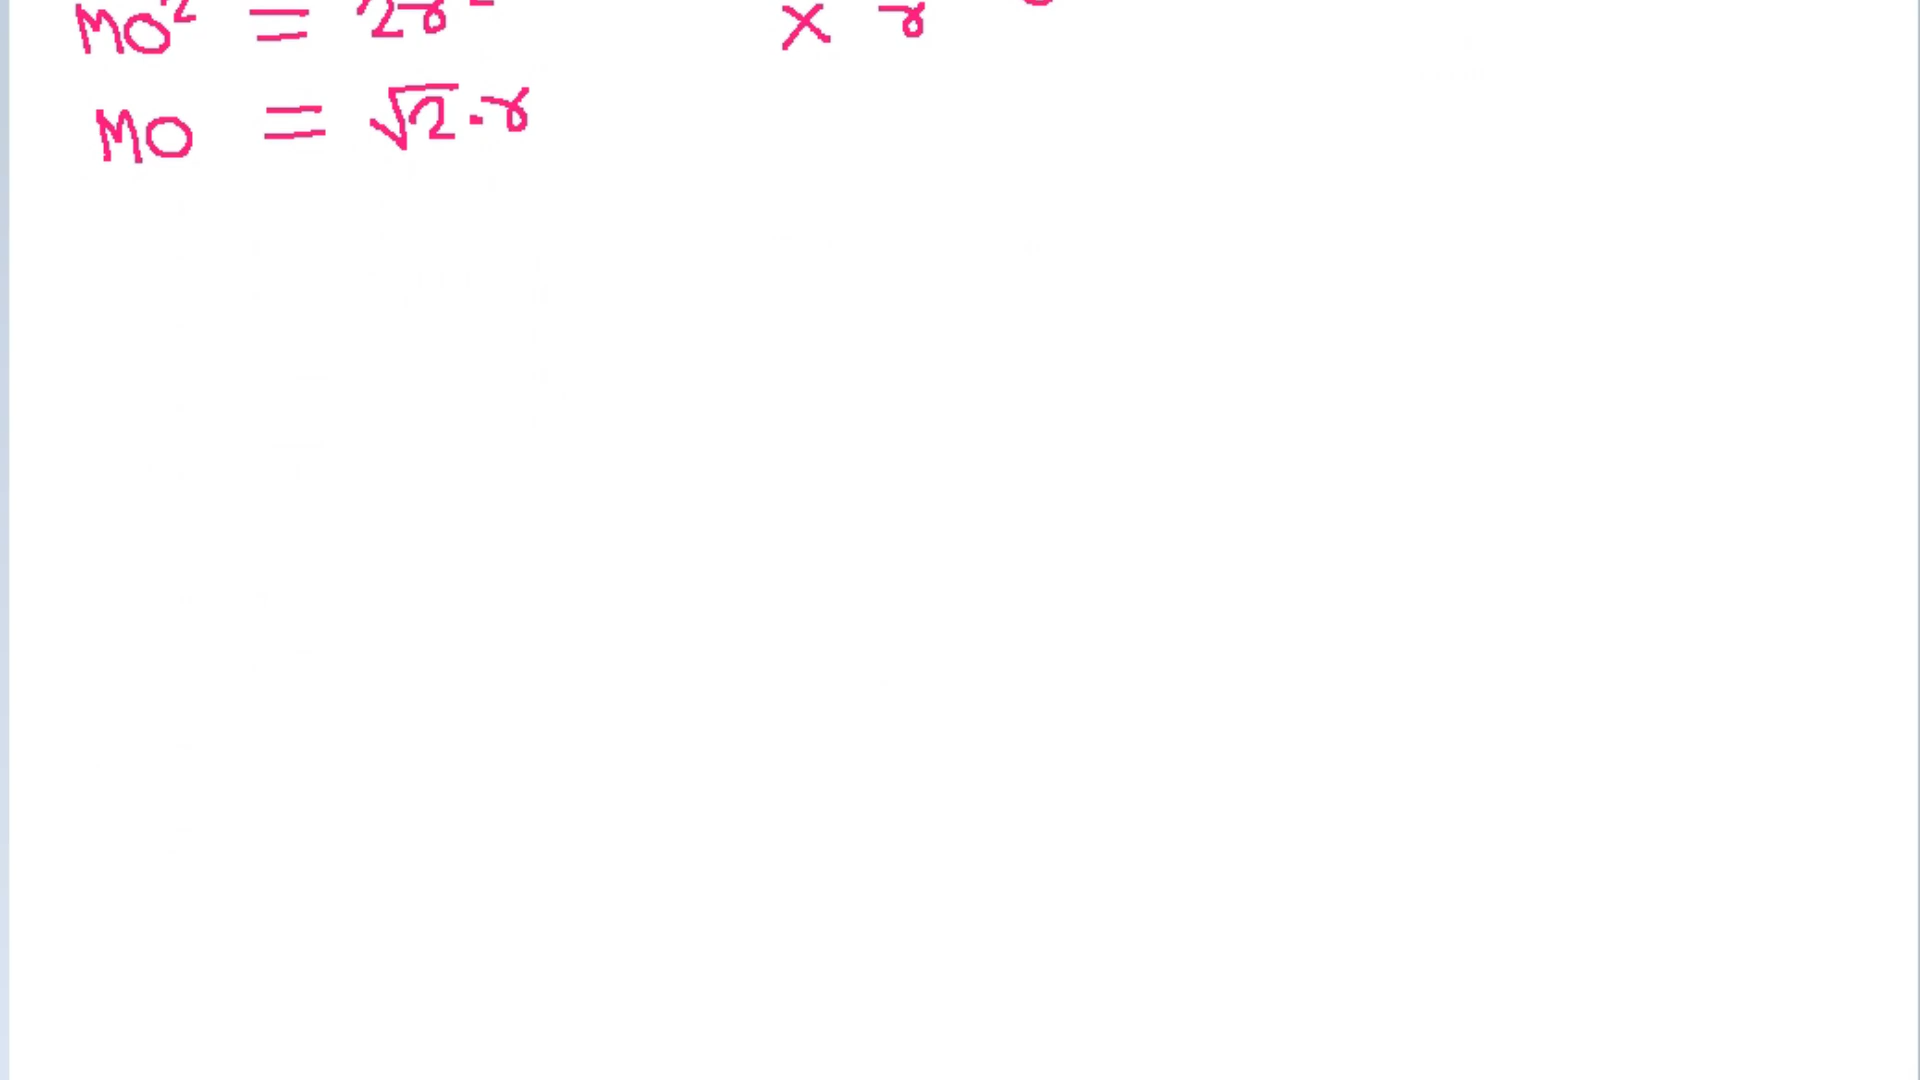 MO² = 2r² × r
MO = √2·r